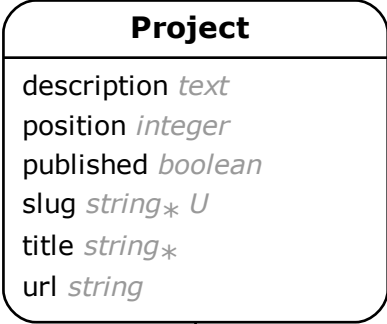 Project
description text
position integer
published boolean
slug string* U
title string*
url string